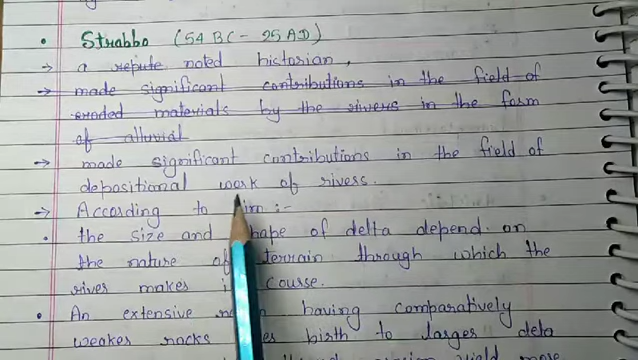 • Strabbo (54 BC - 25 AD)
→ a repute noted historian,
→ made significant contributions in the field of
eroded materials by the rivers in the form
of alluvial
→ made significant contributions in the field of
depositional work of rivers.
→ According to him :-
• the size and shape of delta depend on
the nature of terrain through which the
river makes course.
• An extensive having comparatively
weaker rocks birth to larger delta
yield more